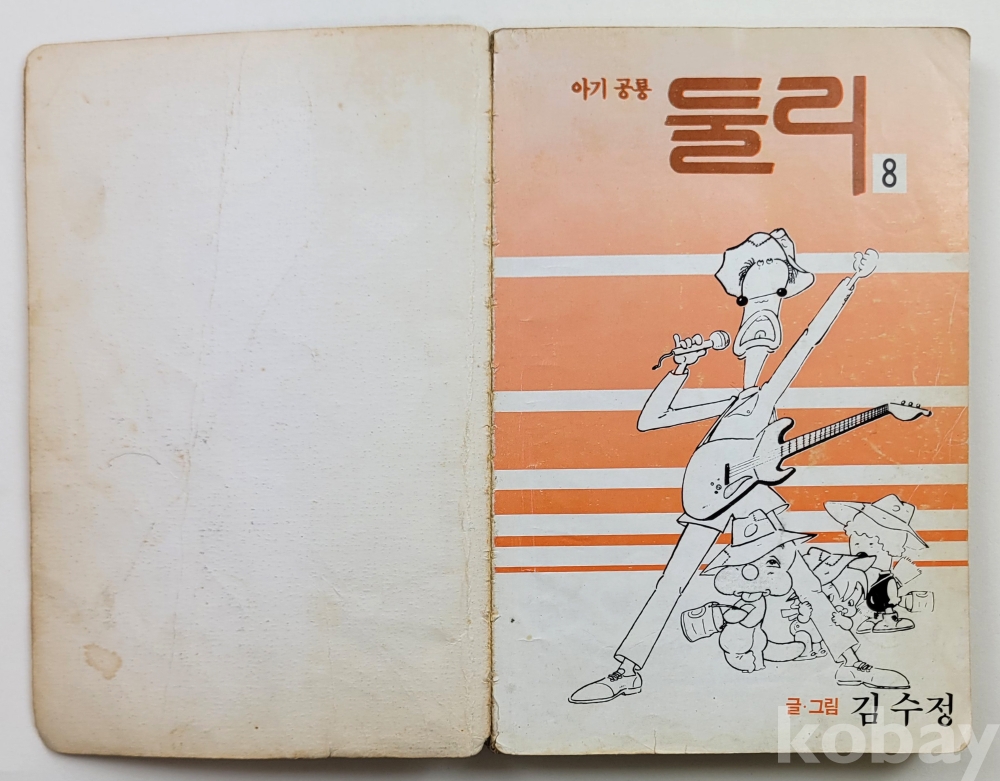 아기 공룡
둘리
8
글·그림 김수정
kobay